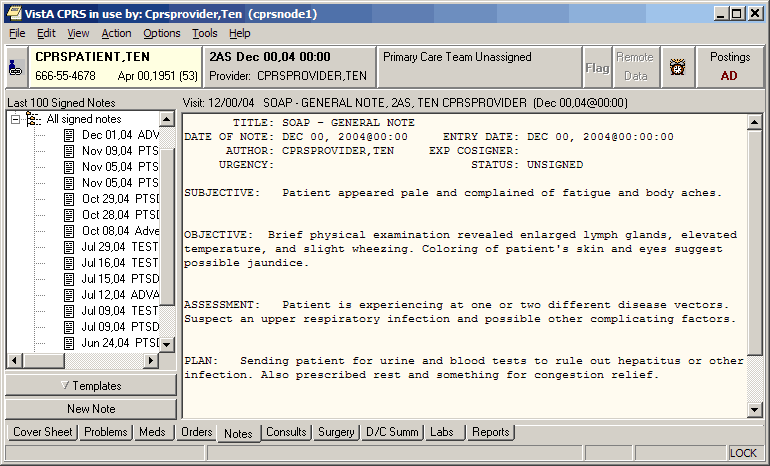 VistA CPRS in use by: Cprsprovider,Ten (cprsnode1)
File Edit View Action Options Tools Help
CPRSPATIENT,TEN 2AS Dec 00,04 00:00 Primary Care Team Unassigned Flag Remote Data Postings
666-55-4678 Apr 00,1951 (53) Provider: CPRSPROVIDER,TEN AD
Last 100 Signed Notes Visit: 12/00/04 SOAP - GENERAL NOTE, 2AS, TEN CPRSPROVIDER (Dec 00,04@00:00)
All signed notes
Dec 01,04 ADVA
Nov 09,04 PTSD
Nov 05,04 PTSD
Nov 05,04 PTSD
Oct 29,04 PTSD
Oct 28,04 PTSD
Oct 08,04 Adve
Jul 29,04 TEST
Jul 16,04 TEST
Jul 15,04 PTSD
Jul 12,04 ADVA
Jul 09,04 TEST
Jul 09,04 PTSD
Jun 24,04 PTSD
Templates
New Note
TITLE: SOAP - GENERAL NOTE
DATE OF NOTE: DEC 00, 2004@00:00 ENTRY DATE: DEC 00, 2004@00:00:00
AUTHOR: CPRSPROVIDER,TEN EXP COSIGNER:
URGENCY: STATUS: UNSIGNED
SUBJECTIVE: Patient appeared pale and complained of fatigue and body aches.
OBJECTIVE: Brief physical examination revealed enlarged lymph glands, elevated
temperature, and slight wheezing. Coloring of patient's skin and eyes suggest
possible jaundice.
ASSESSMENT: Patient is experiencing at one or two different disease vectors.
Suspect an upper respiratory infection and possible other complicating factors.
PLAN: Sending patient for urine and blood tests to rule out hepatitus or other
infection. Also prescribed rest and something for congestion relief.
Cover Sheet Problems Meds Orders Notes Consults Surgery D/C Summ Labs Reports
LOCK